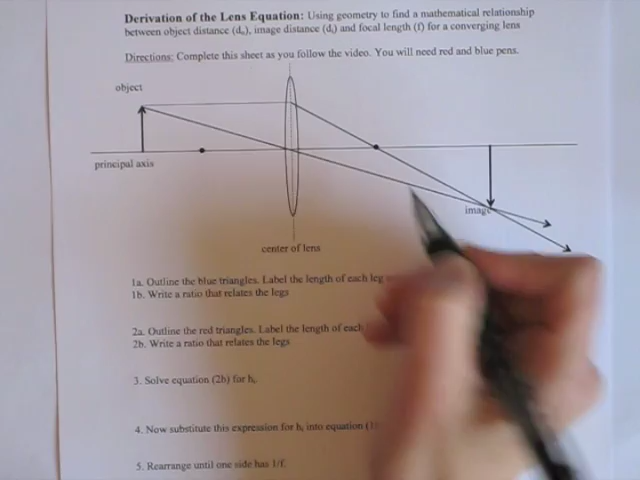 Derivation of the Lens Equation: Using geometry to find a mathematical relationship
between object distance (dₒ), image distance (dᵢ) and focal length (f) for a converging lens
Directions: Complete this sheet as you follow the video. You will need red and blue pens.
object
principal axis
image
center of lens
1a. Outline the blue triangles. Label the length of each leg
1b. Write a ratio that relates the legs
2a. Outline the red triangles. Label the length of each
2b. Write a ratio that relates the legs
3. Solve equation (2b) for hᵢ.
4. Now substitute this expression for hᵢ into equation (1
5. Rearrange until one side has 1/f.